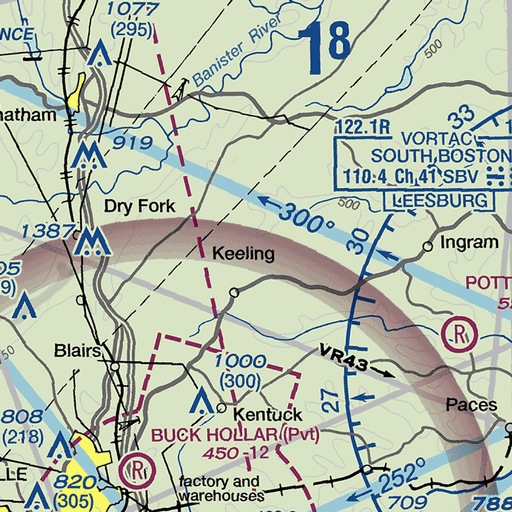 1077
(295)
NCE
Banister River
18
500
hatham
919
122.1R
33
VORTAC
SOUTH BOSTON
110.4 Ch 41 SBV
LEESBURG
Dry Fork
300°
500
1387
30
Ingram
Keeling
05
9)
POTT
R
VR43
Blairs
1000
(300)
27
808
(218)
Kentuck
Paces
BUCK HOLLAR (Pvt)
450 -12
LLE
R
820
(305)
factory and
warehouses
252°
709
788